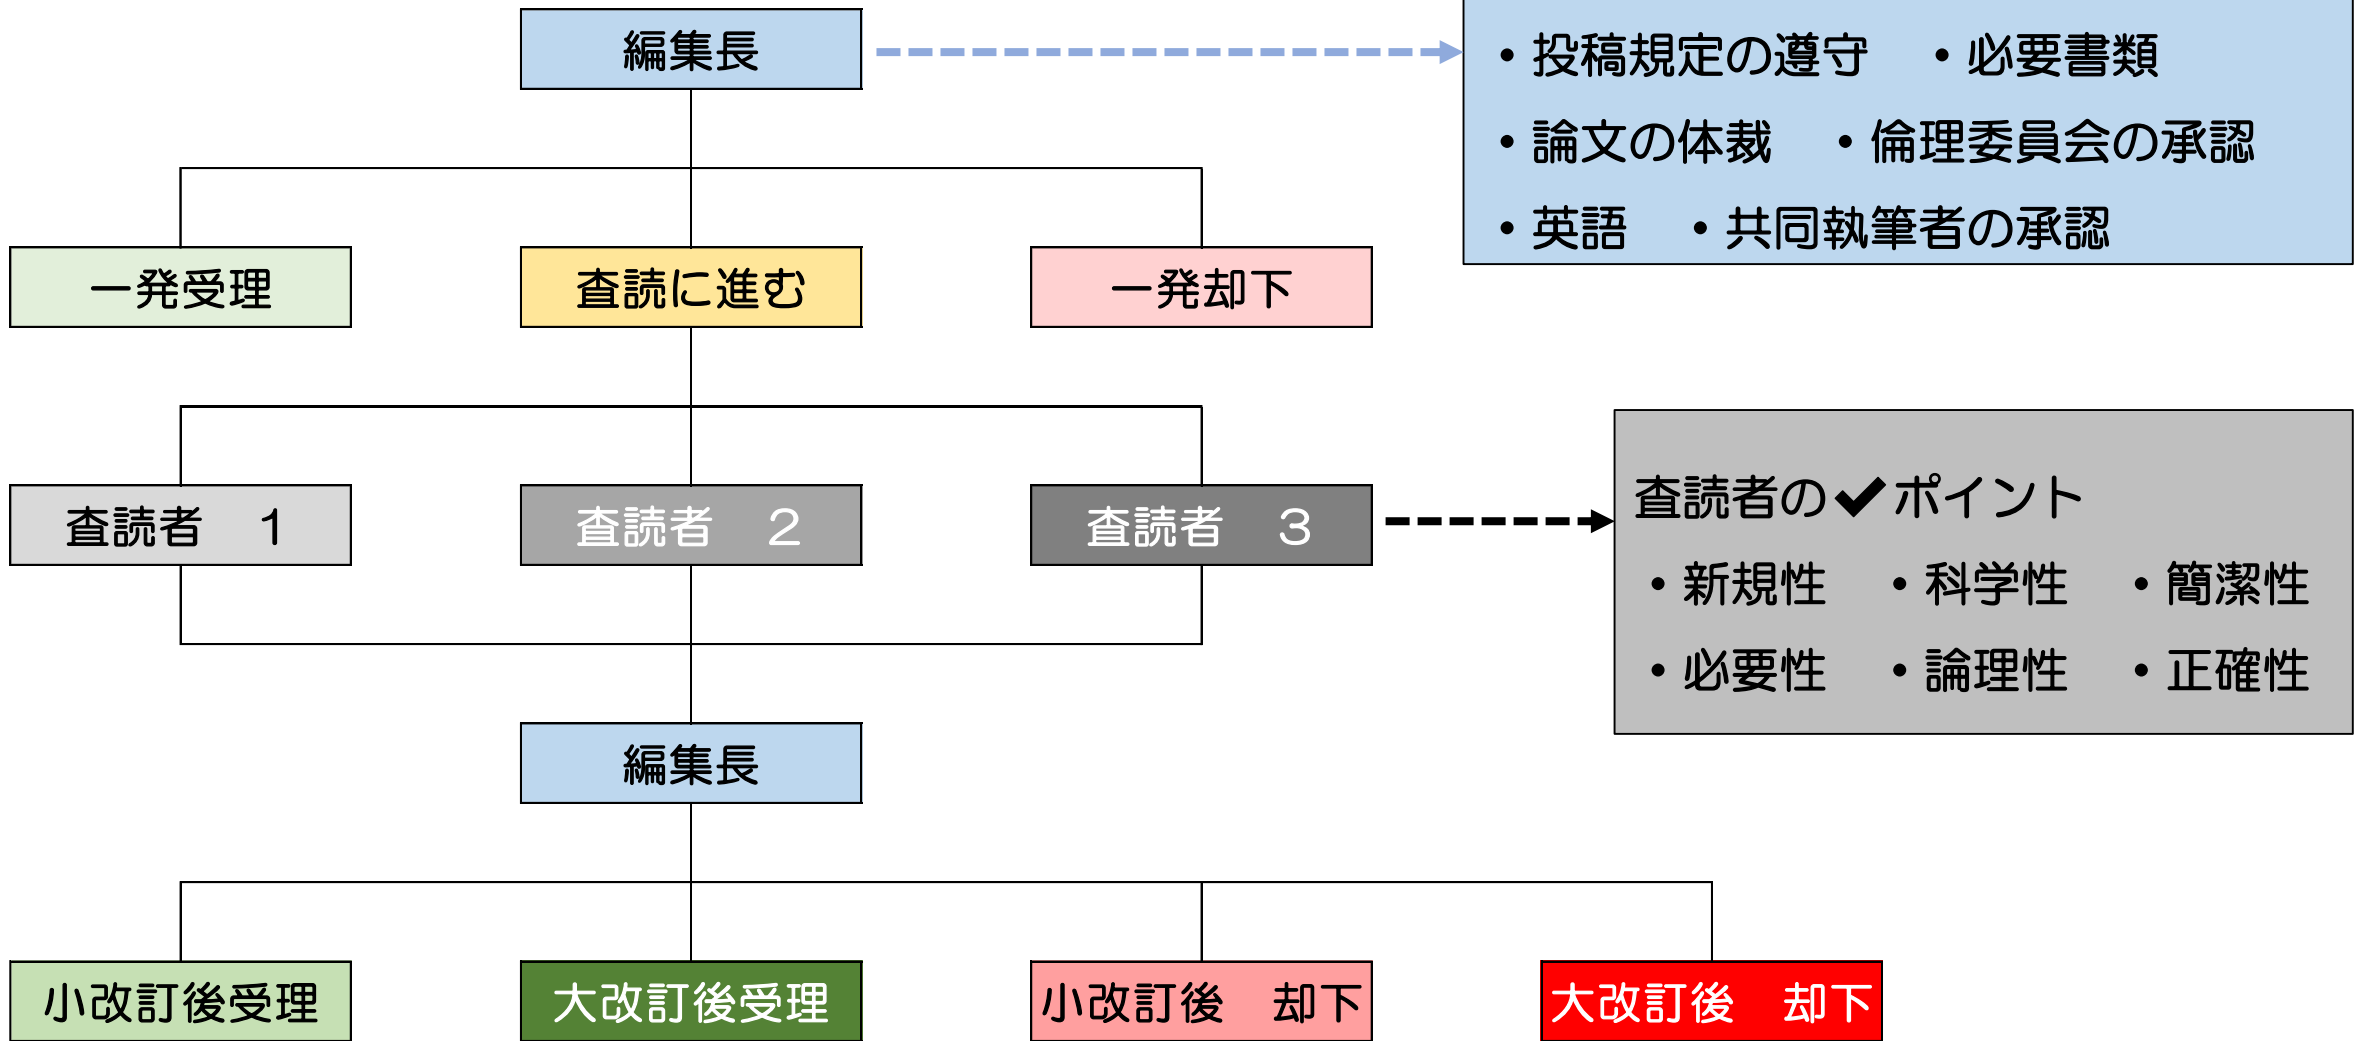 編集長
・投稿規定の遵守　・必要書類
・論文の体裁　・倫理委員会の承認
・英語　・共同執筆者の承認
一発受理
査読に進む
一発却下
査読者　1
査読者　2
査読者　3
査読者の✔ポイント
・新規性　・科学性　・簡潔性
・必要性　・論理性　・正確性
編集長
小改訂後受理
大改訂後受理
小改訂後　却下
大改訂後　却下